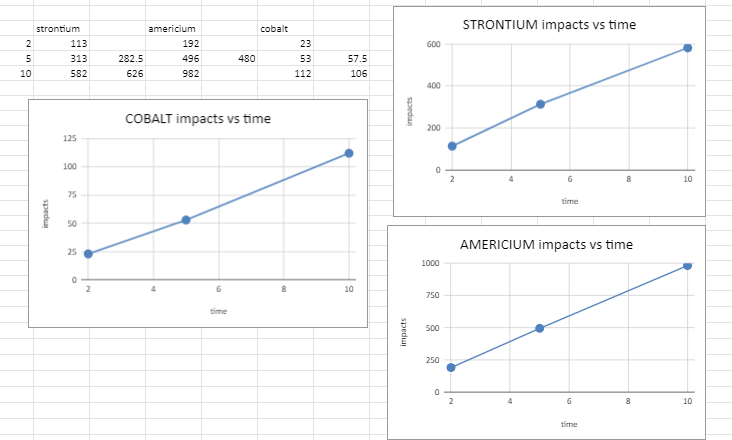 strontium americium cobalt
2 113 192 23
5 313 282.5 496 480 53 57.5
10 582 626 982 112 106
COBALT impacts vs time
125
100
75
50
25
0
2 4 6 8 10
impacts
time
STRONTIUM impacts vs time
600
400
200
0
2 4 6 8 10
impacts
time
AMERICIUM impacts vs time
1000
750
500
250
0
2 4 6 8 10
impacts
time